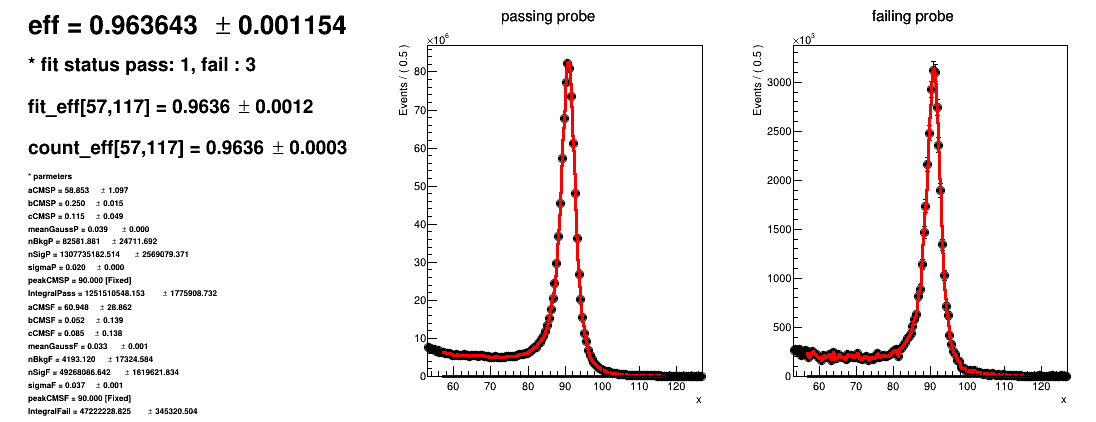 eff = 0.963643 ± 0.001154
* fit status pass: 1, fail : 3
fit_eff[57,117] = 0.9636 ± 0.0012
count_eff[57,117] = 0.9636 ± 0.0003
* parmeters
aCMSP = 58.853 ± 1.097
bCMSP = 0.250 ± 0.015
cCMSP = 0.115 ± 0.049
meanGaussP = 0.039 ± 0.000
nBkgP = 82581.881 ± 24711.692
nSigP = 1307735182.514 ± 2569079.371
sigmaP = 0.020 ± 0.000
peakCMSP = 90.000 [Fixed]
IntegralPass = 1251510548.153 ± 1775908.732
aCMSF = 60.948 ± 28.862
bCMSF = 0.052 ± 0.139
cCMSF = 0.085 ± 0.138
meanGaussF = 0.033 ± 0.001
nBkgF = 4193.120 ± 17324.584
nSigF = 49268086.642 ± 1619621.834
sigmaF = 0.037 ± 0.001
peakCMSF = 90.000 [Fixed]
IntegralFail = 47222228.825 ± 345320.504
passing probe
×10⁶
Events / ( 0.5 )
80
60
40
30
20
10
0
60 70 80 90 100 110 120
x
failing probe
×10³
Events / ( 0.5 )
3000
2500
2000
1500
1000
500
0
60 70 80 90 100 110 120
x